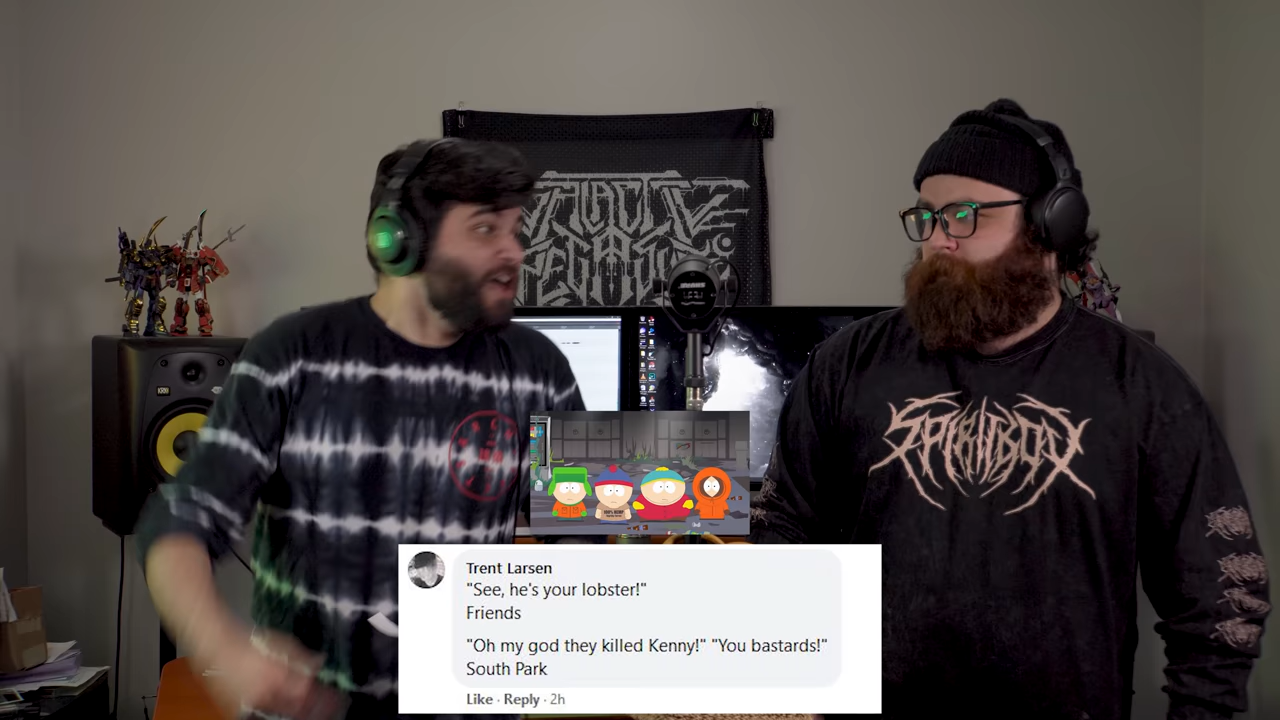 SPIRITBOX
Trent Larsen
"See, he's your lobster!"
Friends
"Oh my god they killed Kenny!" "You bastards!"
South Park
Like · Reply · 2h